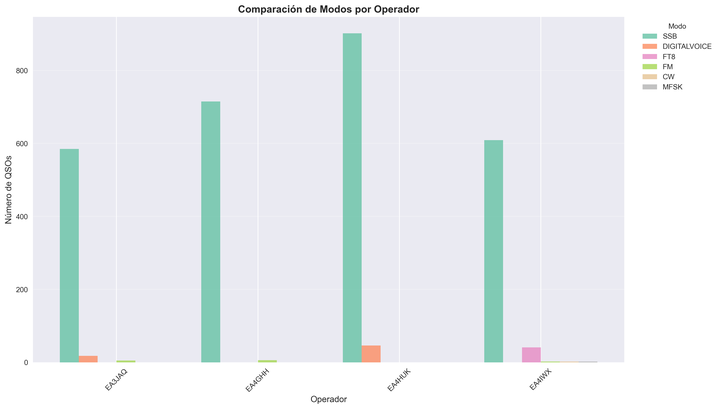 Comparación de Modos por Operador
Modo
SSB
DIGITALVOICE
FT8
FM
CW
MFSK
Número de QSOs
800
600
400
200
0
EA3JAQ
EA4GHH
EA4HUK
EA4IWX
Operador